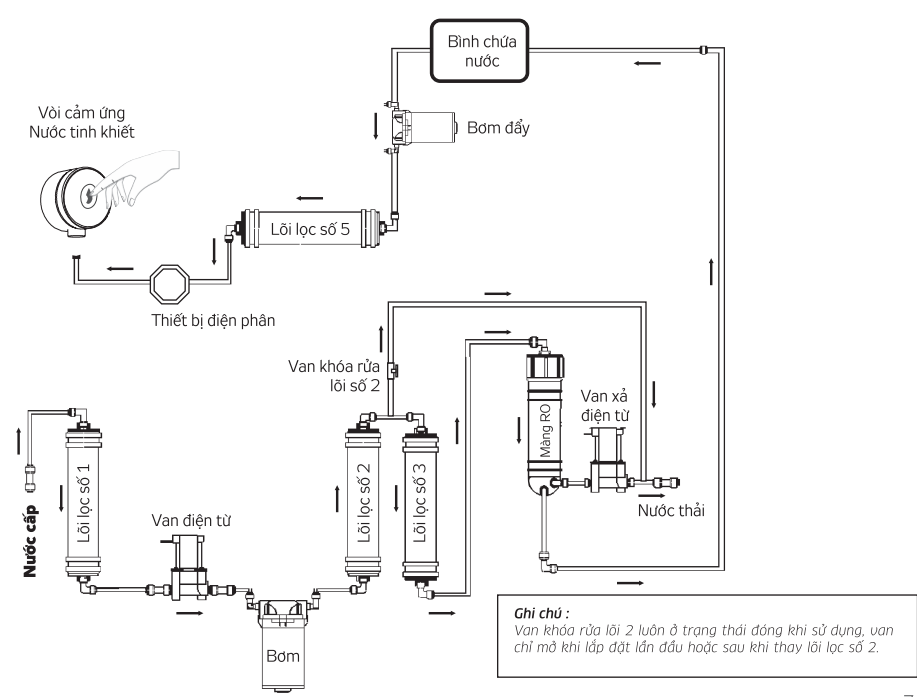 Bình chứa
nước
Bơm đẩy
Vòi cảm ứng
Nước tinh khiết
Lõi lọc số 5
Thiết bị điện phân
Van khóa rửa
lõi số 2
Màng RO
Van xả
điện từ
Nước thải
Nước cấp
Lõi lọc số 1
Van điện từ
Lõi lọc số 2
Lõi lọc số 3
Bơm
Ghi chú :
Van khóa rửa lõi 2 luôn ở trạng thái đóng khi sử dụng, van
chỉ mở khi lắp đặt lần đầu hoặc sau khi thay lõi lọc số 2.